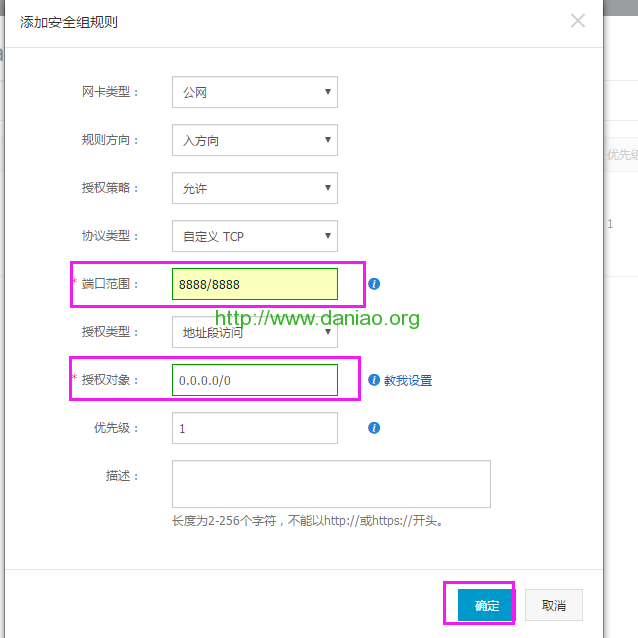 添加安全组规则
网卡类型： 公网
优先级
规则方向： 入方向
授权策略： 允许
1
协议类型： 自定义 TCP
* 端口范围： 8888/8888
http://www.daniao.org
授权类型： 地址段访问
* 授权对象： 0.0.0.0/0 教我设置
优先级： 1
描述：
长度为2-256个字符，不能以http://或https://开头。
确定 取消